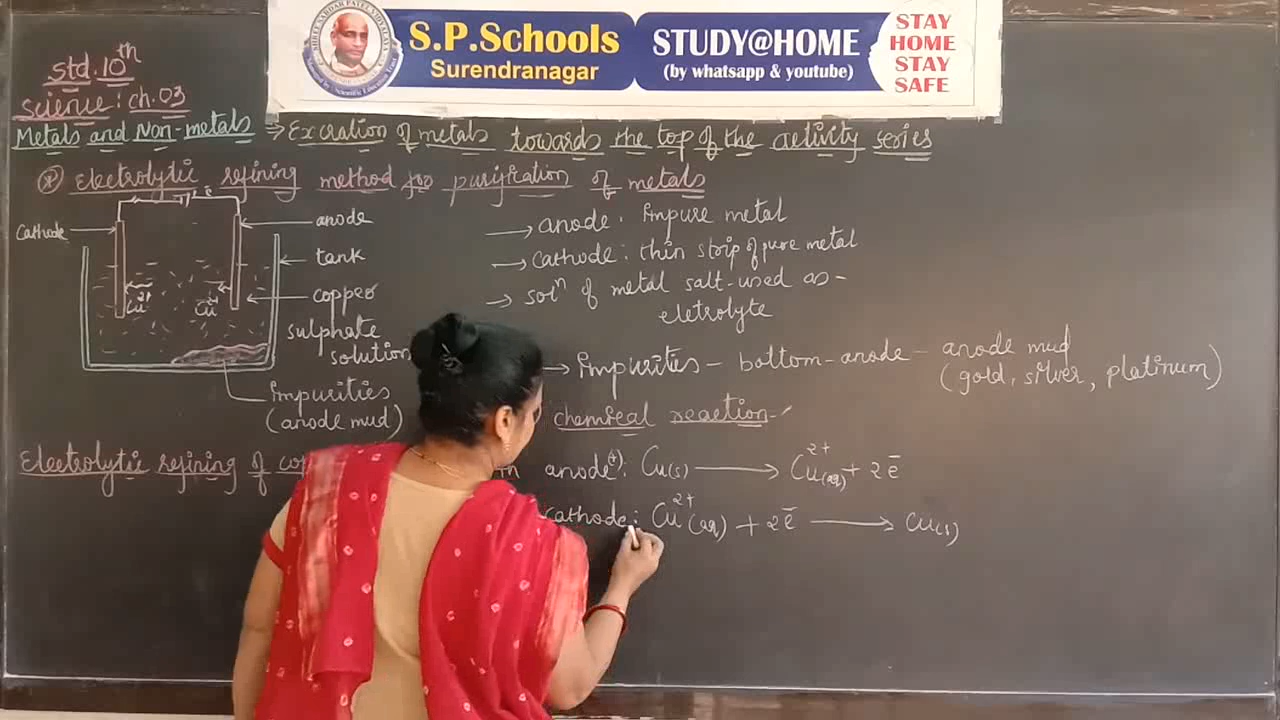 S.P.Schools
Surendranagar
STUDY@HOME
(by whatsapp & youtube)
STAY
HOME
STAY
SAFE
Std. 10th
Science : ch. 03
Metals and Non-metals ⇒ Excration of metals towards the top of the activity series
* Electrolytic refining method for purification of metals
Cathode
anode
tank
copper
sulphate
solution
Cu2+
Cu2+
Impurities
(anode mud)
→ anode : Impure metal
→ Cathode : thin strip of pure metal
→ soln of metal salt-used as -
eletrolyte
→ Impurites - bottom-anode - anode mud
(gold, silver, platinum)
chemical reaction -
Electrolytic refining of
anode(+) : Cu(s) → Cu2+(aq) + 2e-
cathode : Cu2+(aq) + 2e- → Cu(s)